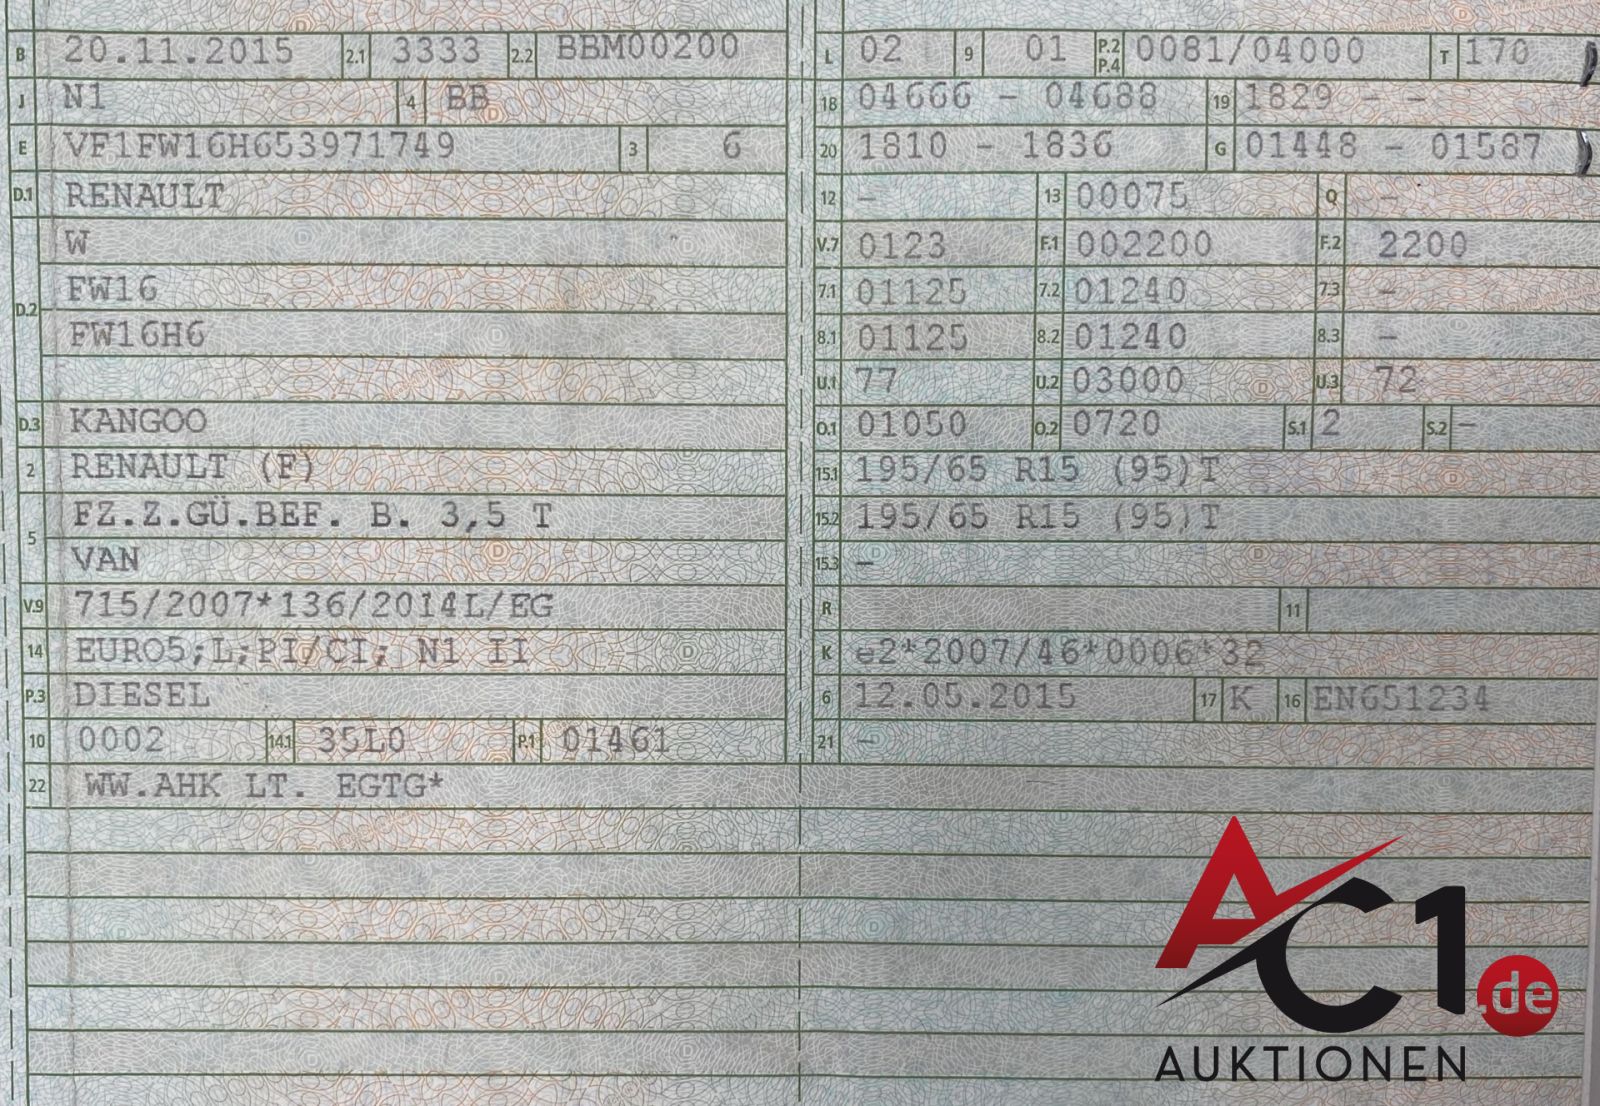 B 20.11.2015 2.1 3333 2.2 BBM00200
J N1 4 BB
E VF1FW16H653971749 3 6
D.1 RENAULT
W
D.2 FW16
FW16H6
D.3 KANGOO
2 RENAULT (F)
5 FZ.Z.GÜ.BEF. B. 3,5 T
VAN
V.9 715/2007*136/2014L/EG
14 EURO5;L;PI/CI; N1 II
P.3 DIESEL
10 0002 14.1 35L0 P.1 01461
L 02 9 01 P.2 P.4 0081/04000 T 170
18 04666 - 04688 19 1829 - -
20 1810 - 1836 G 01448 - 01587
12 - 13 00075 Q -
V.7 0123 F.1 002200 F.2 2200
7.1 01125 7.2 01240 7.3 -
8.1 01125 8.2 01240 8.3 -
U.1 77 U.2 03000 U.3 72
O.1 01050 O.2 0720 S.1 2 S.2 -
15.1 195/65 R15 (95)T
15.2 195/65 R15 (95)T
15.3 -
R 11
K e2*2007/46*0006*32
6 12.05.2015 17 K 16 EN651234
21 -
22 WW.AHK LT. EGTG*
AC1.de
AUKTIONEN